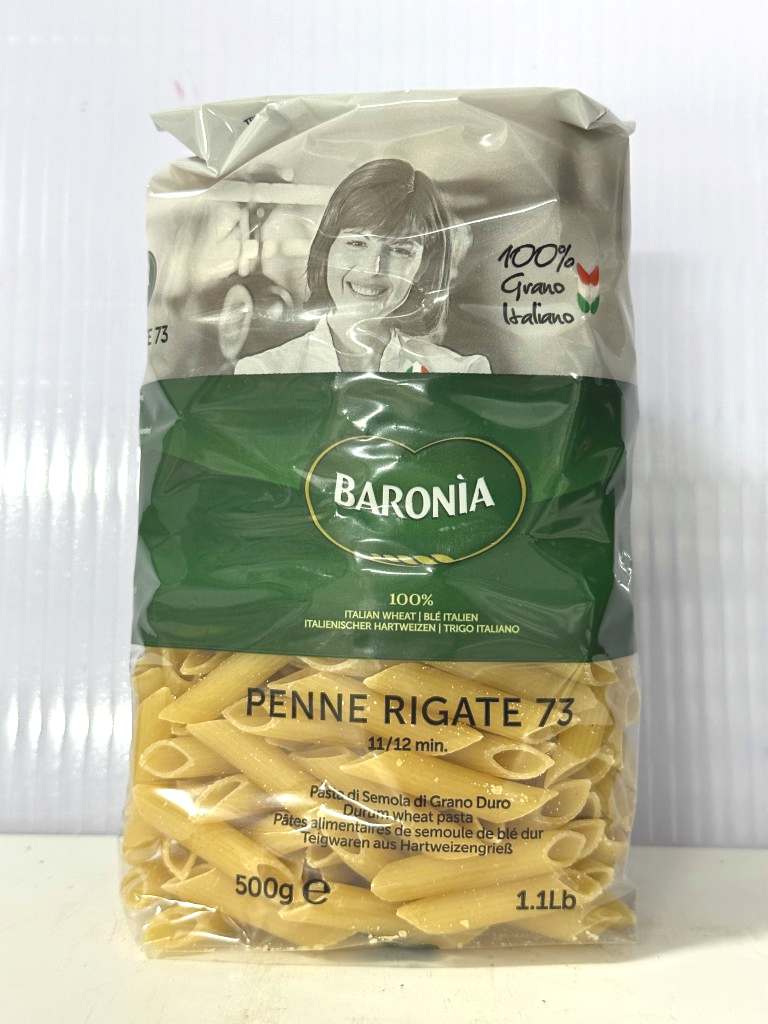 100%
Grano
Italiano
E 73
BARONÌA
100%
ITALIAN WHEAT | BLÉ ITALIEN
ITALIENISCHER HARTWEIZEN | TRIGO ITALIANO
PENNE RIGATE 73
11/12 min.
Pasta di Semola di Grano Duro
Durum wheat pasta
Pâtes alimentaires de semoule de blé dur
Teigwaren aus Hartweizengrieß
500g ℮
1.1Lb